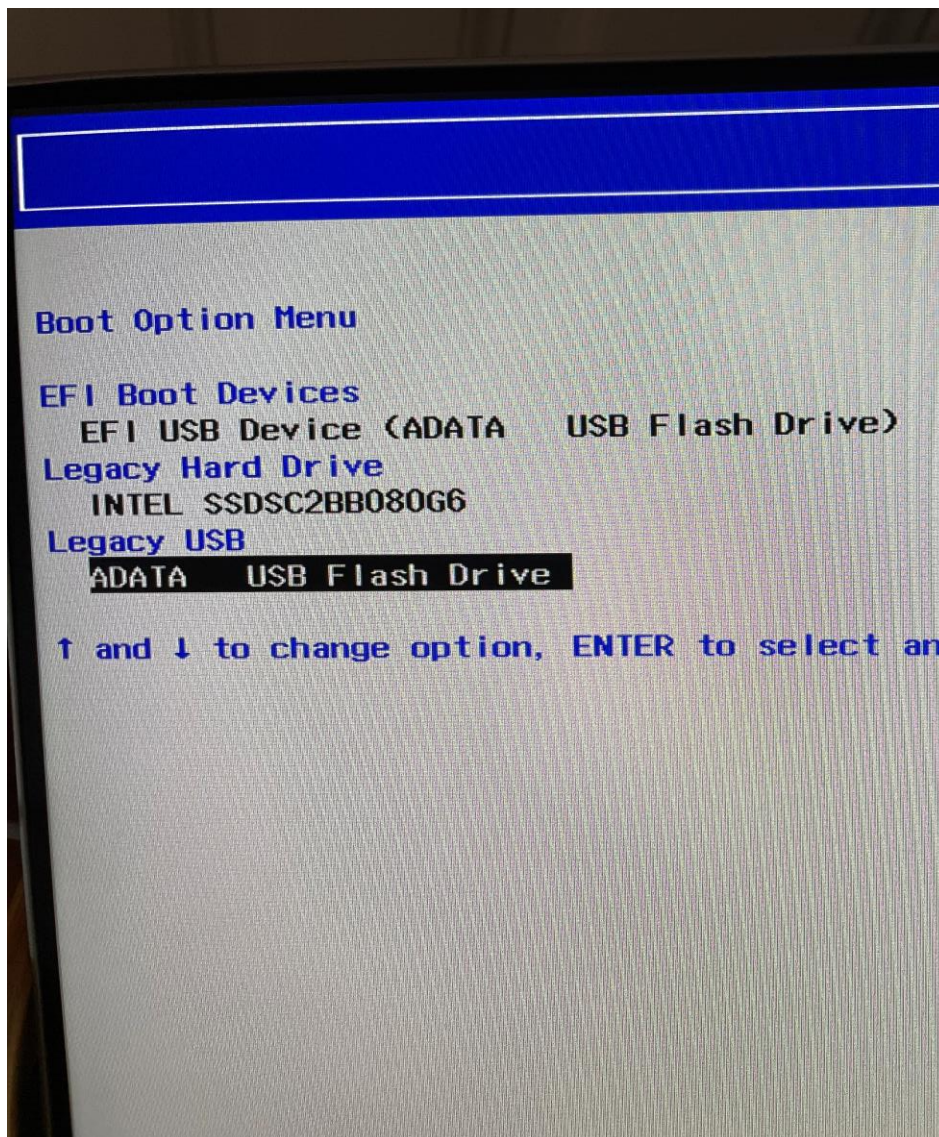 Boot Option Menu
EFI Boot Devices
EFI USB Device (ADATA   USB Flash Drive)
Legacy Hard Drive
INTEL SSDSC2BB080G6
Legacy USB
ADATA   USB Flash Drive
↑ and ↓ to change option, ENTER to select an